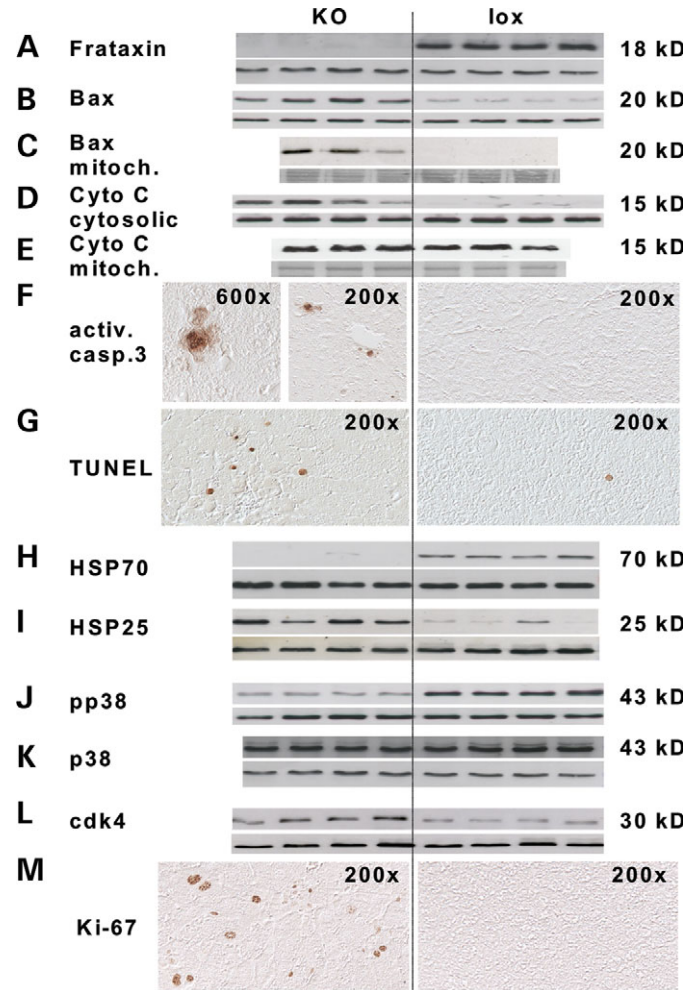 KO lox
A Frataxin 18 kD
B Bax 20 kD
C Bax mitoch. 20 kD
D Cyto C cytosolic 15 kD
E Cyto C mitoch. 15 kD
F activ. casp.3 600x 200x 200x
G TUNEL 200x 200x
H HSP70 70 kD
I HSP25 25 kD
J pp38 43 kD
K p38 43 kD
L cdk4 30 kD
M Ki-67 200x 200x